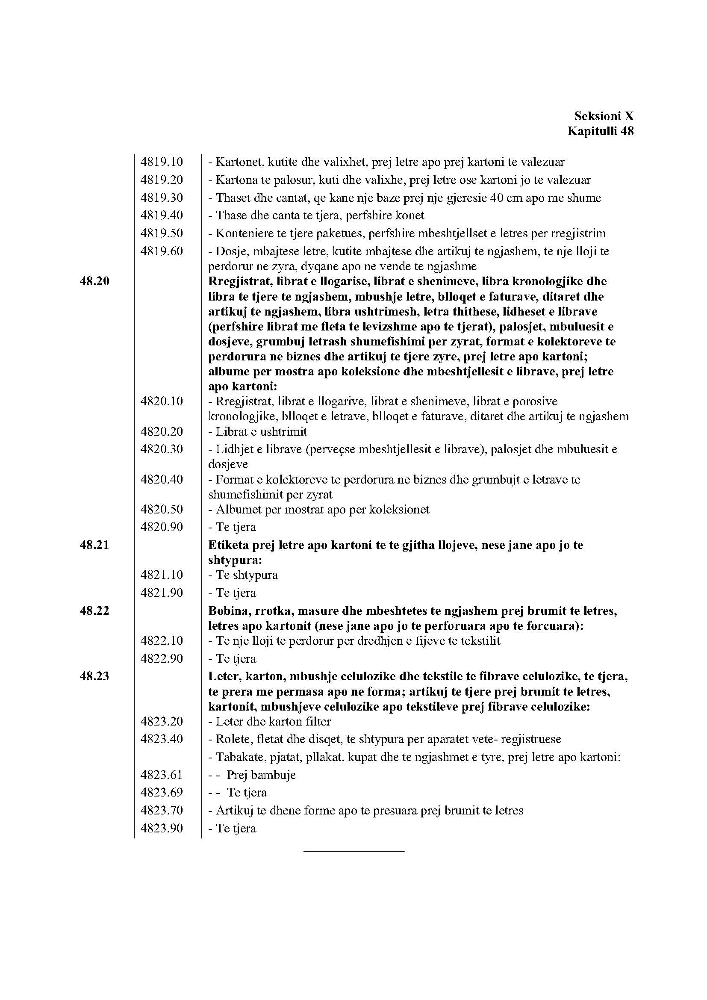 Seksioni X
Kapitulli 48
4819.10 - Kartonet, kutite dhe valixhet, prej letre apo prej kartoni te valezuar
4819.20 - Kartona te palosur, kuti dhe valixhe, prej letre ose kartoni jo te valezuar
4819.30 - Thaset dhe cantat, qe kane nje baze prej nje gjeresie 40 cm apo me shume
4819.40 - Thase dhe canta te tjera, perfshire konet
4819.50 - Konteniere te tjere paketues, perfshire mbeshtjellset e letres per rregjistrim
4819.60 - Dosje, mbajtese letre, kutite mbajtese dhe artikuj te ngjashem, te nje lloji te
perdorur ne zyra, dyqane apo ne vende te ngjashme
48.20 Rregjistrat, librat e llogarise, librat e shenimeve, libra kronologjike dhe
libra te tjere te ngjashem, mbushje letre, blloqet e faturave, ditaret dhe
artikuj te ngjashem, libra ushtrimesh, letra thithese, lidheset e librave
(perfshire librat me fleta te levizshme apo te tjerat), palosjet, mbuluesit e
dosjeve, grumbuj letrash shumefishimi per zyrat, format e kolektoreve te
perdorura ne biznes dhe artikuj te tjere zyre, prej letre apo kartoni;
albume per mostra apo koleksione dhe mbeshtjellesit e librave, prej letre
apo kartoni:
4820.10 - Rregjistrat, librat e llogarive, librat e shenimeve, librat e porosive
kronologjike, blloqet e letrave, blloqet e faturave, ditaret dhe artikuj te ngjashem
4820.20 - Librat e ushtrimit
4820.30 - Lidhjet e librave (perveçse mbeshtjellesit e librave), palosjet dhe mbuluesit e
dosjeve
4820.40 - Format e kolektoreve te perdorura ne biznes dhe grumbujt e letrave te
shumefishimit per zyrat
4820.50 - Albumet per mostrat apo per koleksionet
4820.90 - Te tjera
48.21 Etiketa prej letre apo kartoni te te gjitha llojeve, nese jane apo jo te
shtypura:
4821.10 - Te shtypura
4821.90 - Te tjera
48.22 Bobina, rrotka, masure dhe mbeshtetes te ngjashem prej brumit te letres,
letres apo kartonit (nese jane apo jo te perforuara apo te forcuara):
4822.10 - Te nje lloji te perdorur per dredhjen e fijeve te tekstilit
4822.90 - Te tjera
48.23 Leter, karton, mbushje celulozike dhe tekstile te fibrave celulozike, te tjera,
te prera me permasa apo ne forma; artikuj te tjere prej brumit te letres,
kartonit, mbushjeve celulozike apo tekstileve prej fibrave celulozike:
4823.20 - Leter dhe karton filter
4823.40 - Rolete, fletat dhe disqet, te shtypura per aparatet vete- regjistruese
- Tabakate, pjatat, pllakat, kupat dhe te ngjashmet e tyre, prej letre apo kartoni:
4823.61 - - Prej bambuje
4823.69 - - Te tjera
4823.70 - Artikuj te dhene forme apo te presuara prej brumit te letres
4823.90 - Te tjera